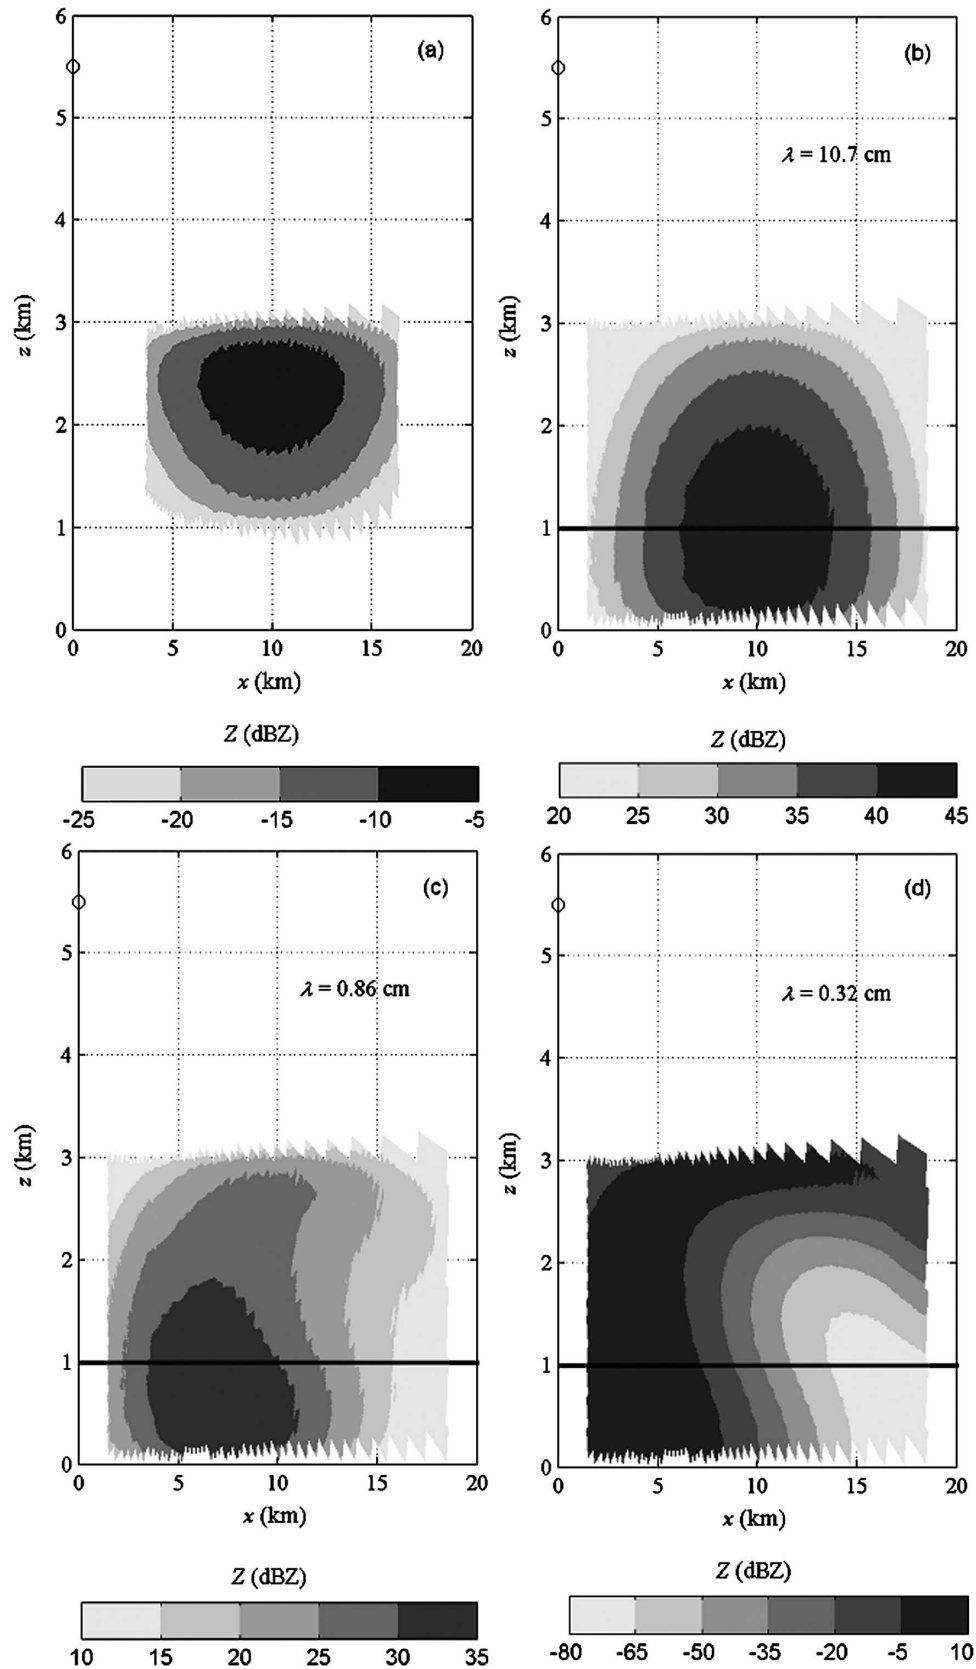 (a)
6
5
4
3
2
1
0
z (km)
0 5 10 15 20
x (km)
Z (dBZ)
-25 -20 -15 -10 -5
(b)
λ = 10.7 cm
6
5
4
3
2
1
0
z (km)
0 5 10 15 20
x (km)
Z (dBZ)
20 25 30 35 40 45
(c)
λ = 0.86 cm
6
5
4
3
2
1
0
z (km)
0 5 10 15 20
x (km)
Z (dBZ)
10 15 20 25 30 35
(d)
λ = 0.32 cm
6
5
4
3
2
1
0
z (km)
0 5 10 15 20
x (km)
Z (dBZ)
-80 -65 -50 -35 -20 -5 10